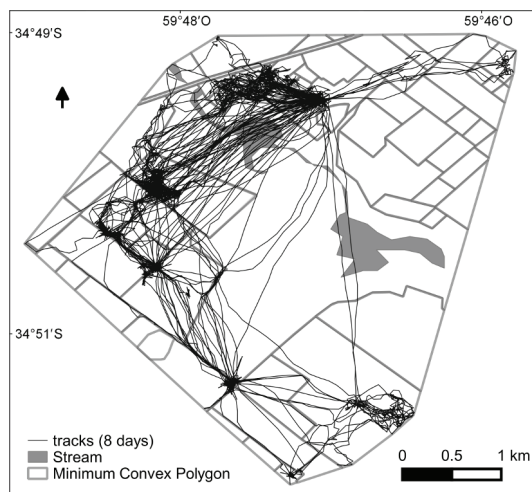 59°48'O
59°46'O
34°49'S
34°51'S
tracks (8 days)
Stream
Minimum Convex Polygon
0 0.5 1 km